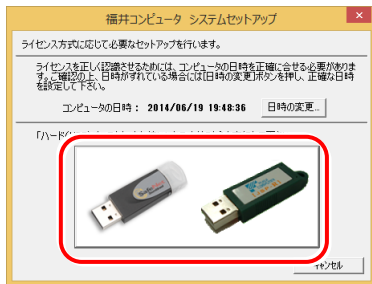 福井コンピュータ システムセットアップ
ライセンス方式に応じて必要なセットアップを行います。
ライセンスを正しく認識させるためには、コンピュータの日時を正確に合せる必要がありま
す。ご確認の上、日時がずれている場合には[日時の変更]ボタンを押し、正確な日時
を設定して下さい。
コンピュータの日時： 2014/06/19 19:48:36 日時の変更..
「ハード
キャンセル